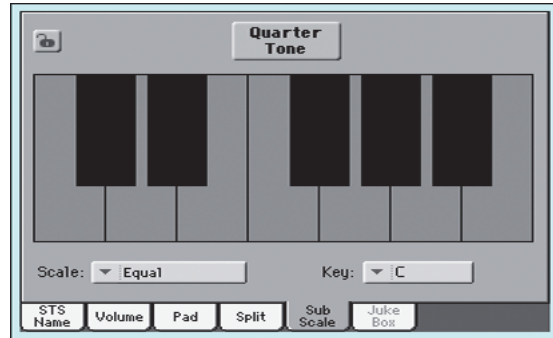 Quarter
Tone
Scale: Equal
Key: C
STS
Name
Volume
Pad
Split
Sub
Scale
Juke
Box